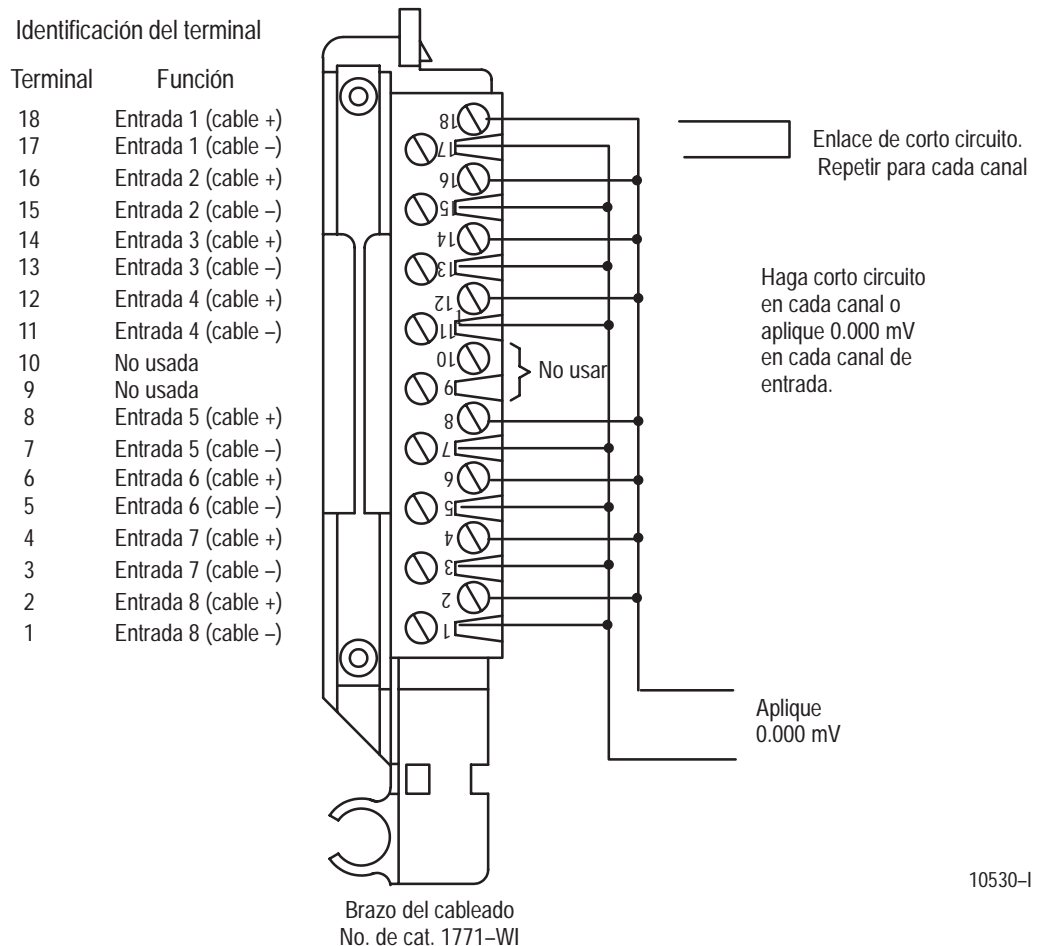 Identificación del terminal
Terminal Función
18 Entrada 1 (cable +)
17 Entrada 1 (cable –)
16 Entrada 2 (cable +)
15 Entrada 2 (cable –)
14 Entrada 3 (cable +)
13 Entrada 3 (cable –)
12 Entrada 4 (cable +)
11 Entrada 4 (cable –)
10 No usada
9 No usada
8 Entrada 5 (cable +)
7 Entrada 5 (cable –)
6 Entrada 6 (cable +)
5 Entrada 6 (cable –)
4 Entrada 7 (cable +)
3 Entrada 7 (cable –)
2 Entrada 8 (cable +)
1 Entrada 8 (cable –)
18
17
16
15
14
13
12
11
10
9
8
7
6
5
4
3
2
1
No usar
Enlace de corto circuito.
Repetir para cada canal
Haga corto circuito
en cada canal o
aplique 0.000 mV
en cada canal de
entrada.
Aplique
0.000 mV
10530–I
Brazo del cableado
No. de cat. 1771–WI